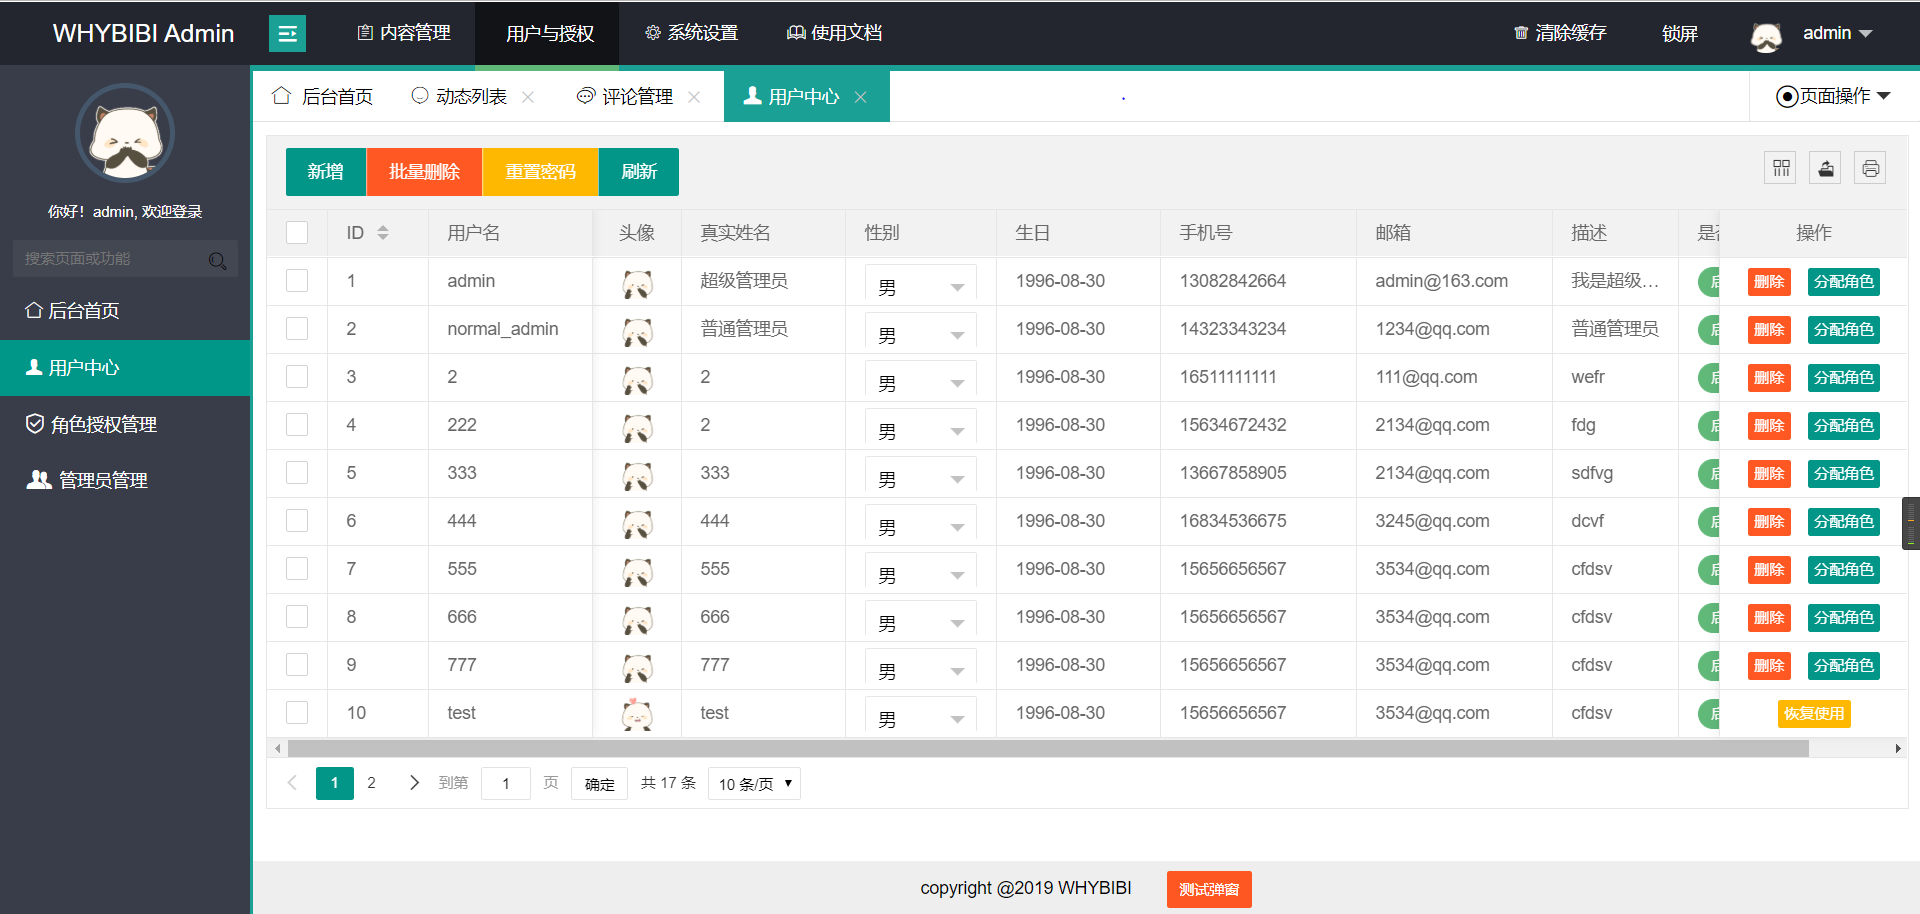 WHYBIBI Admin 内容管理 用户与授权 系统设置 使用文档 清除缓存 锁屏 admin
后台首页 动态列表 评论管理 用户中心 页面操作
你好！admin, 欢迎登录
搜索页面或功能
后台首页
用户中心
角色授权管理
管理员管理
新增 批量删除 重置密码 刷新
ID 用户名 头像 真实姓名 性别 生日 手机号 邮箱 描述 是 操作
1 admin 超级管理员 男 1996-08-30 13082842664 admin@163.com 我是超级… 删除 分配角色
2 normal_admin 普通管理员 男 1996-08-30 14323343234 1234@qq.com 普通管理员 删除 分配角色
3 2 2 男 1996-08-30 16511111111 111@qq.com wefr 删除 分配角色
4 222 2 男 1996-08-30 15634672432 2134@qq.com fdg 删除 分配角色
5 333 333 男 1996-08-30 13667858905 2134@qq.com sdfvg 删除 分配角色
6 444 444 男 1996-08-30 16834536675 3245@qq.com dcvf 删除 分配角色
7 555 555 男 1996-08-30 15656656567 3534@qq.com cfdsv 删除 分配角色
8 666 666 男 1996-08-30 15656656567 3534@qq.com cfdsv 删除 分配角色
9 777 777 男 1996-08-30 15656656567 3534@qq.com cfdsv 删除 分配角色
10 test test 男 1996-08-30 15656656567 3534@qq.com cfdsv 恢复使用
1 2 到第 1 页 确定 共 17 条 10 条/页
copyright @2019 WHYBIBI 测试弹窗